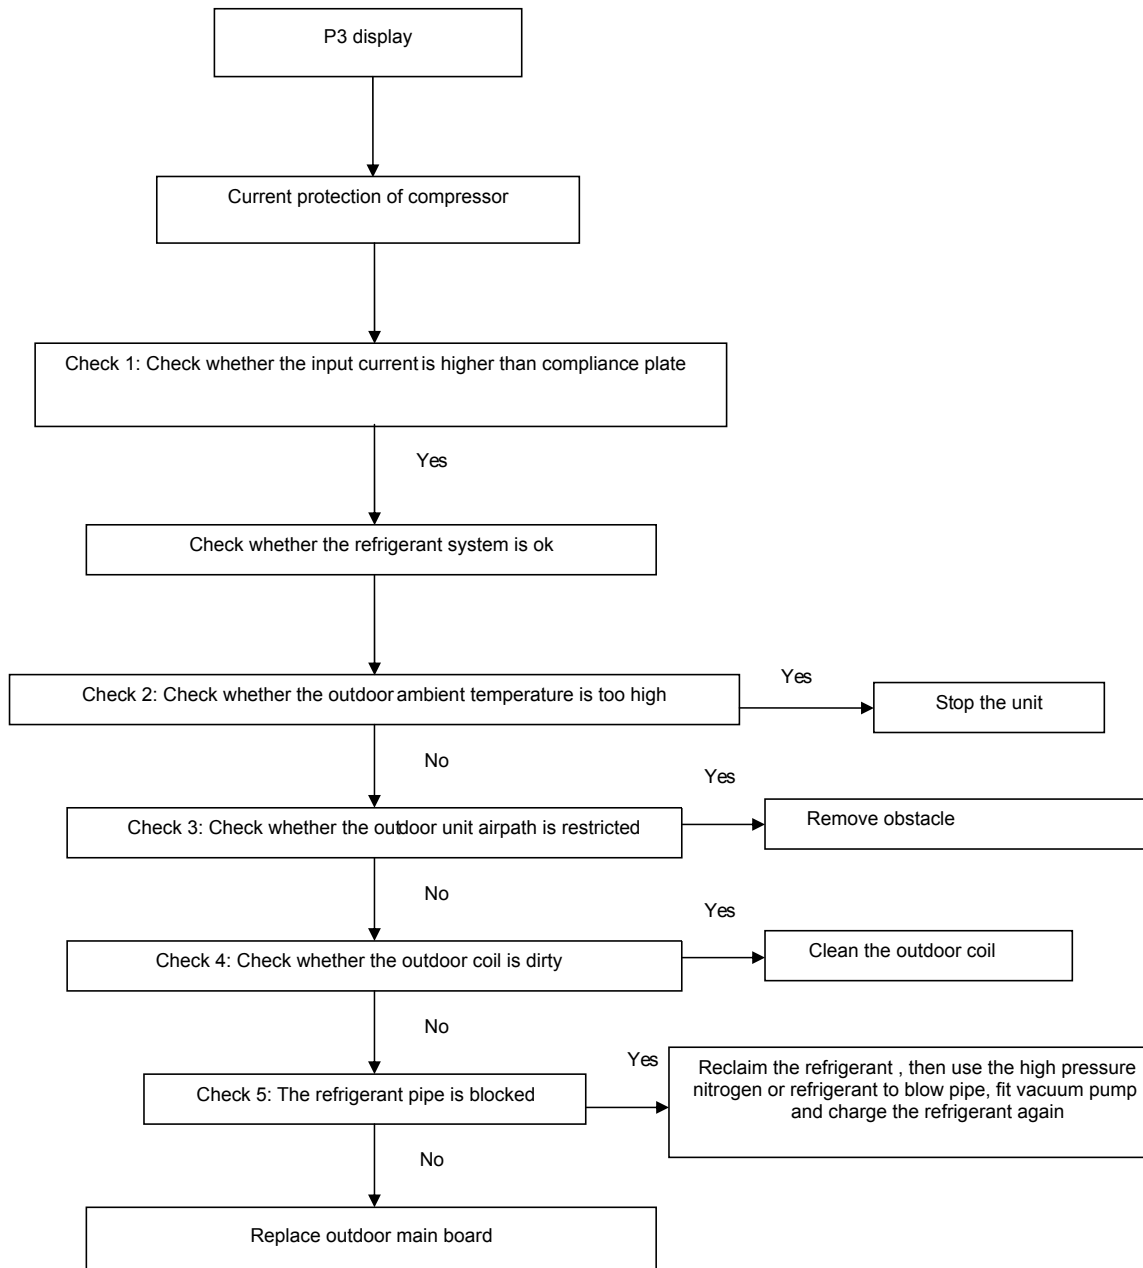 P3 display
Current protection of compressor
Check 1: Check whether the input current is higher than compliance plate
Yes
Check whether the refrigerant system is ok
Check 2: Check whether the outdoor ambient temperature is too high
Yes
Stop the unit
No
Check 3: Check whether the outdoor unit airpath is restricted
Yes
Remove obstacle
No
Check 4: Check whether the outdoor coil is dirty
Yes
Clean the outdoor coil
No
Check 5: The refrigerant pipe is blocked
Yes
Reclaim the refrigerant , then use the high pressure
nitrogen or refrigerant to blow pipe, fit vacuum pump
and charge the refrigerant again
No
Replace outdoor main board